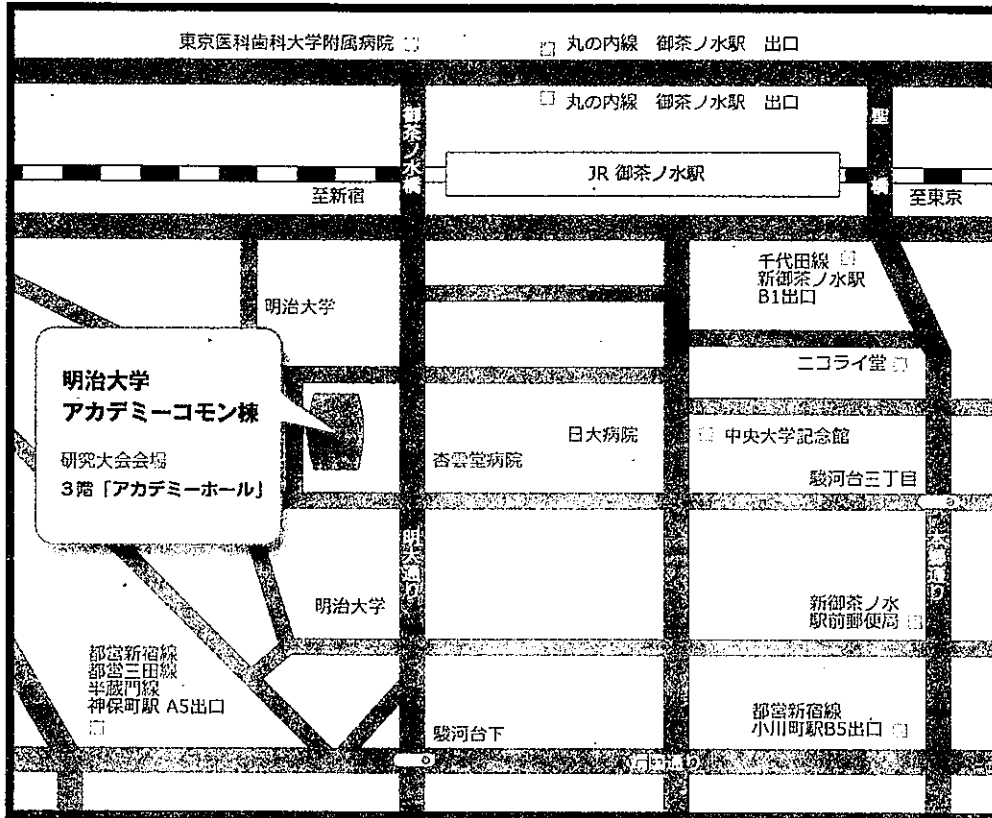 東京医科歯科大学附属病院
丸の内線 御茶ノ水駅 出口
丸の内線 御茶ノ水駅 出口
御茶ノ水橋
聖橋
JR 御茶ノ水駅
至新宿
至東京
千代田線
新御茶ノ水駅
B1出口
明治大学
ニコライ堂
明治大学
アカデミーコモン棟
研究大会会場
3階「アカデミーホール」
日大病院
中央大学記念館
杏雲堂病院
駿河台三丁目
明大通り
本郷通り
明治大学
新御茶ノ水
駅前郵便局
都営新宿線
都営三田線
半蔵門線
神保町駅 A5出口
駿河台下
都営新宿線
小川町駅B5出口